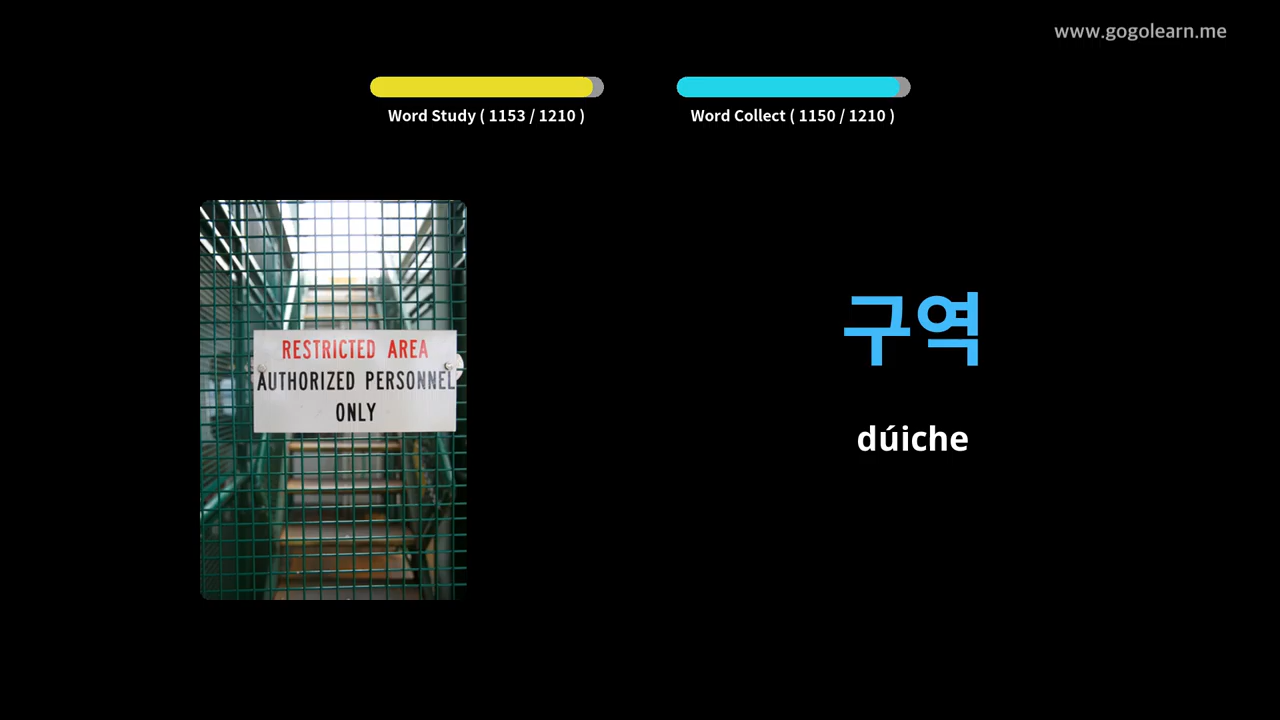 www.gogolearn.me
Word Study ( 1153 / 1210 )
Word Collect ( 1150 / 1210 )
RESTRICTED AREA
AUTHORIZED PERSONNEL
ONLY
구역
dúiche